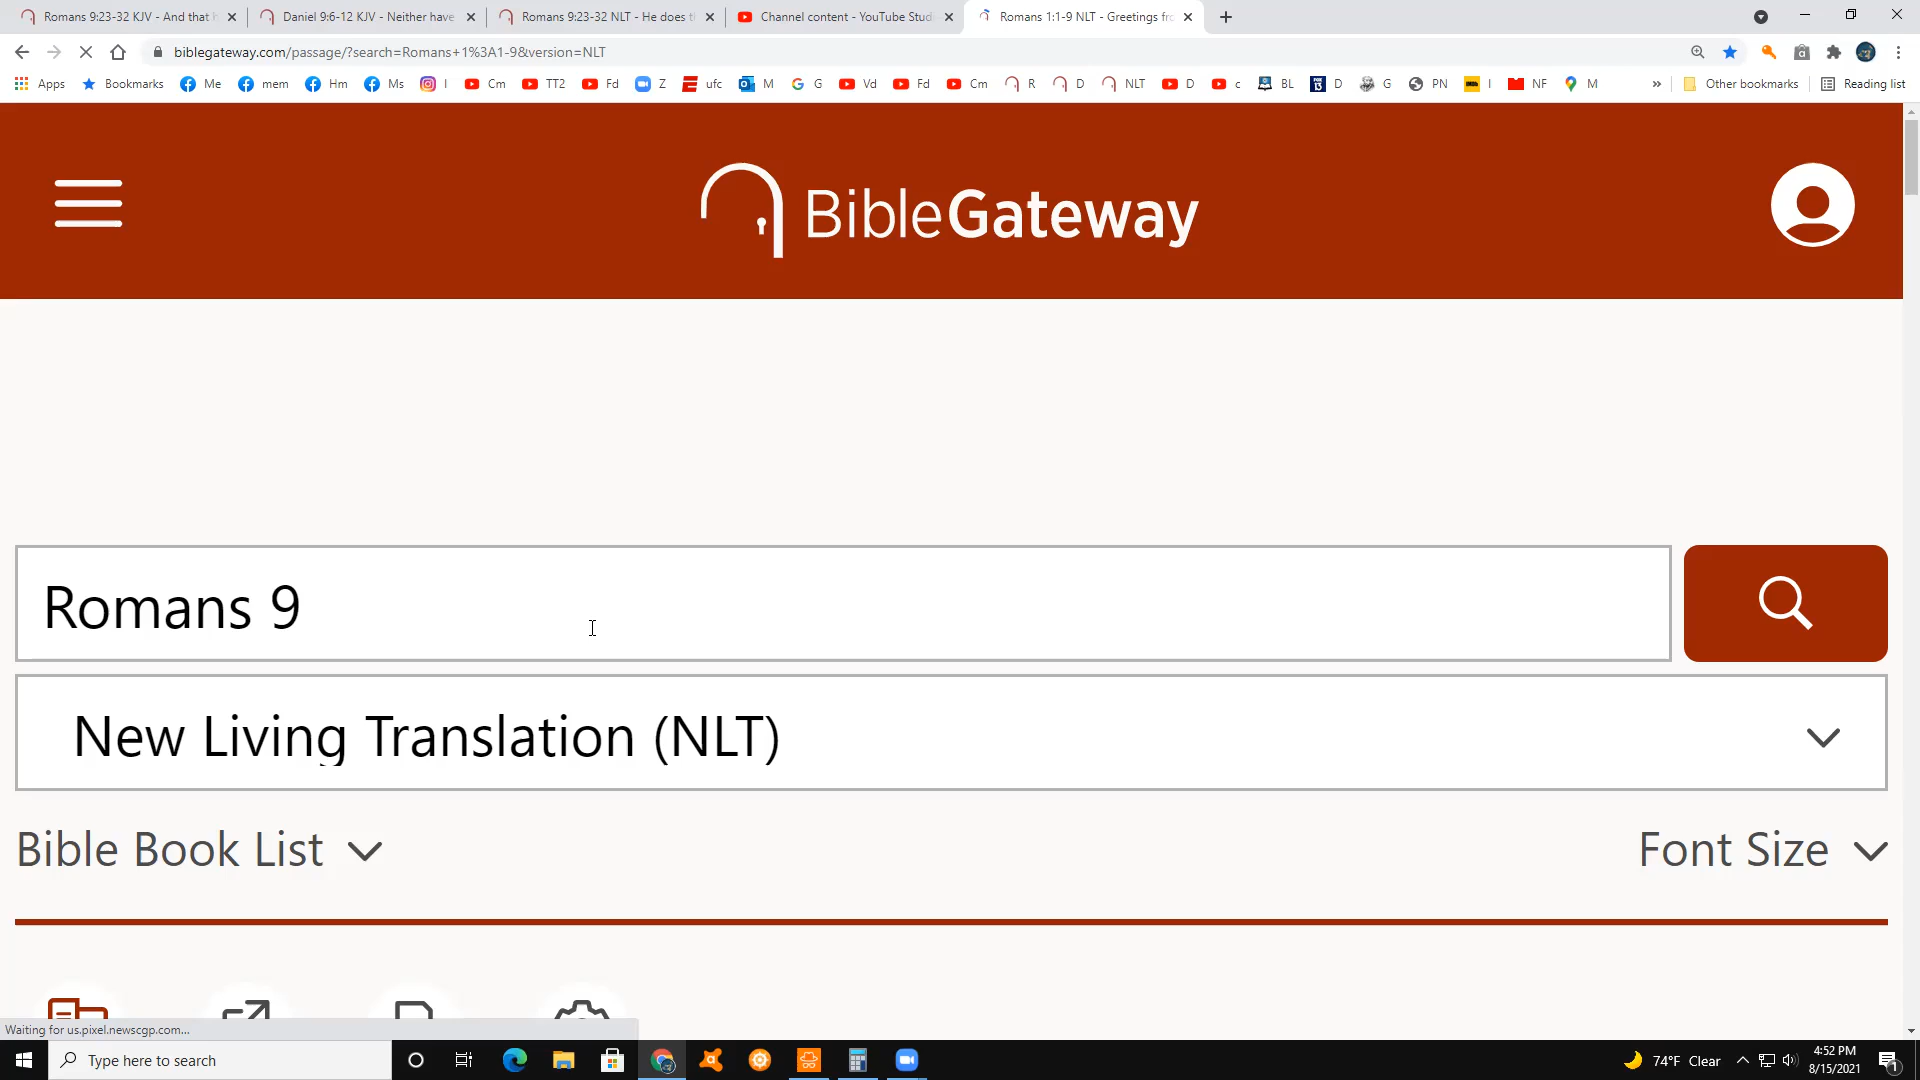 Romans 9:23-32 KJV - And that h
Daniel 9:6-12 KJV - Neither have
Romans 9:23-32 NLT - He does t
Channel content - YouTube Stud
Romans 1:1-9 NLT - Greetings fr
biblegateway.com/passage/?search=Romans+1%3A1-9&version=NLT
Apps Bookmarks Me mem Hm Ms I Cm TT2 Fd Z ufc M G Vd Fd Cm R D NLT D c BL D G PN I NF M » Other bookmarks Reading list
BibleGateway
Romans 9
New Living Translation (NLT)
Bible Book List
Font Size
Waiting for us.pixel.newscgp.com...
Type here to search
74°F Clear
4:52 PM
8/15/2021
1